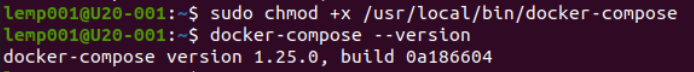 lemp001@U20-001:~$ sudo chmod +x /usr/local/bin/docker-compose
lemp001@U20-001:~$ docker-compose --version
docker-compose version 1.25.0, build 0a186604